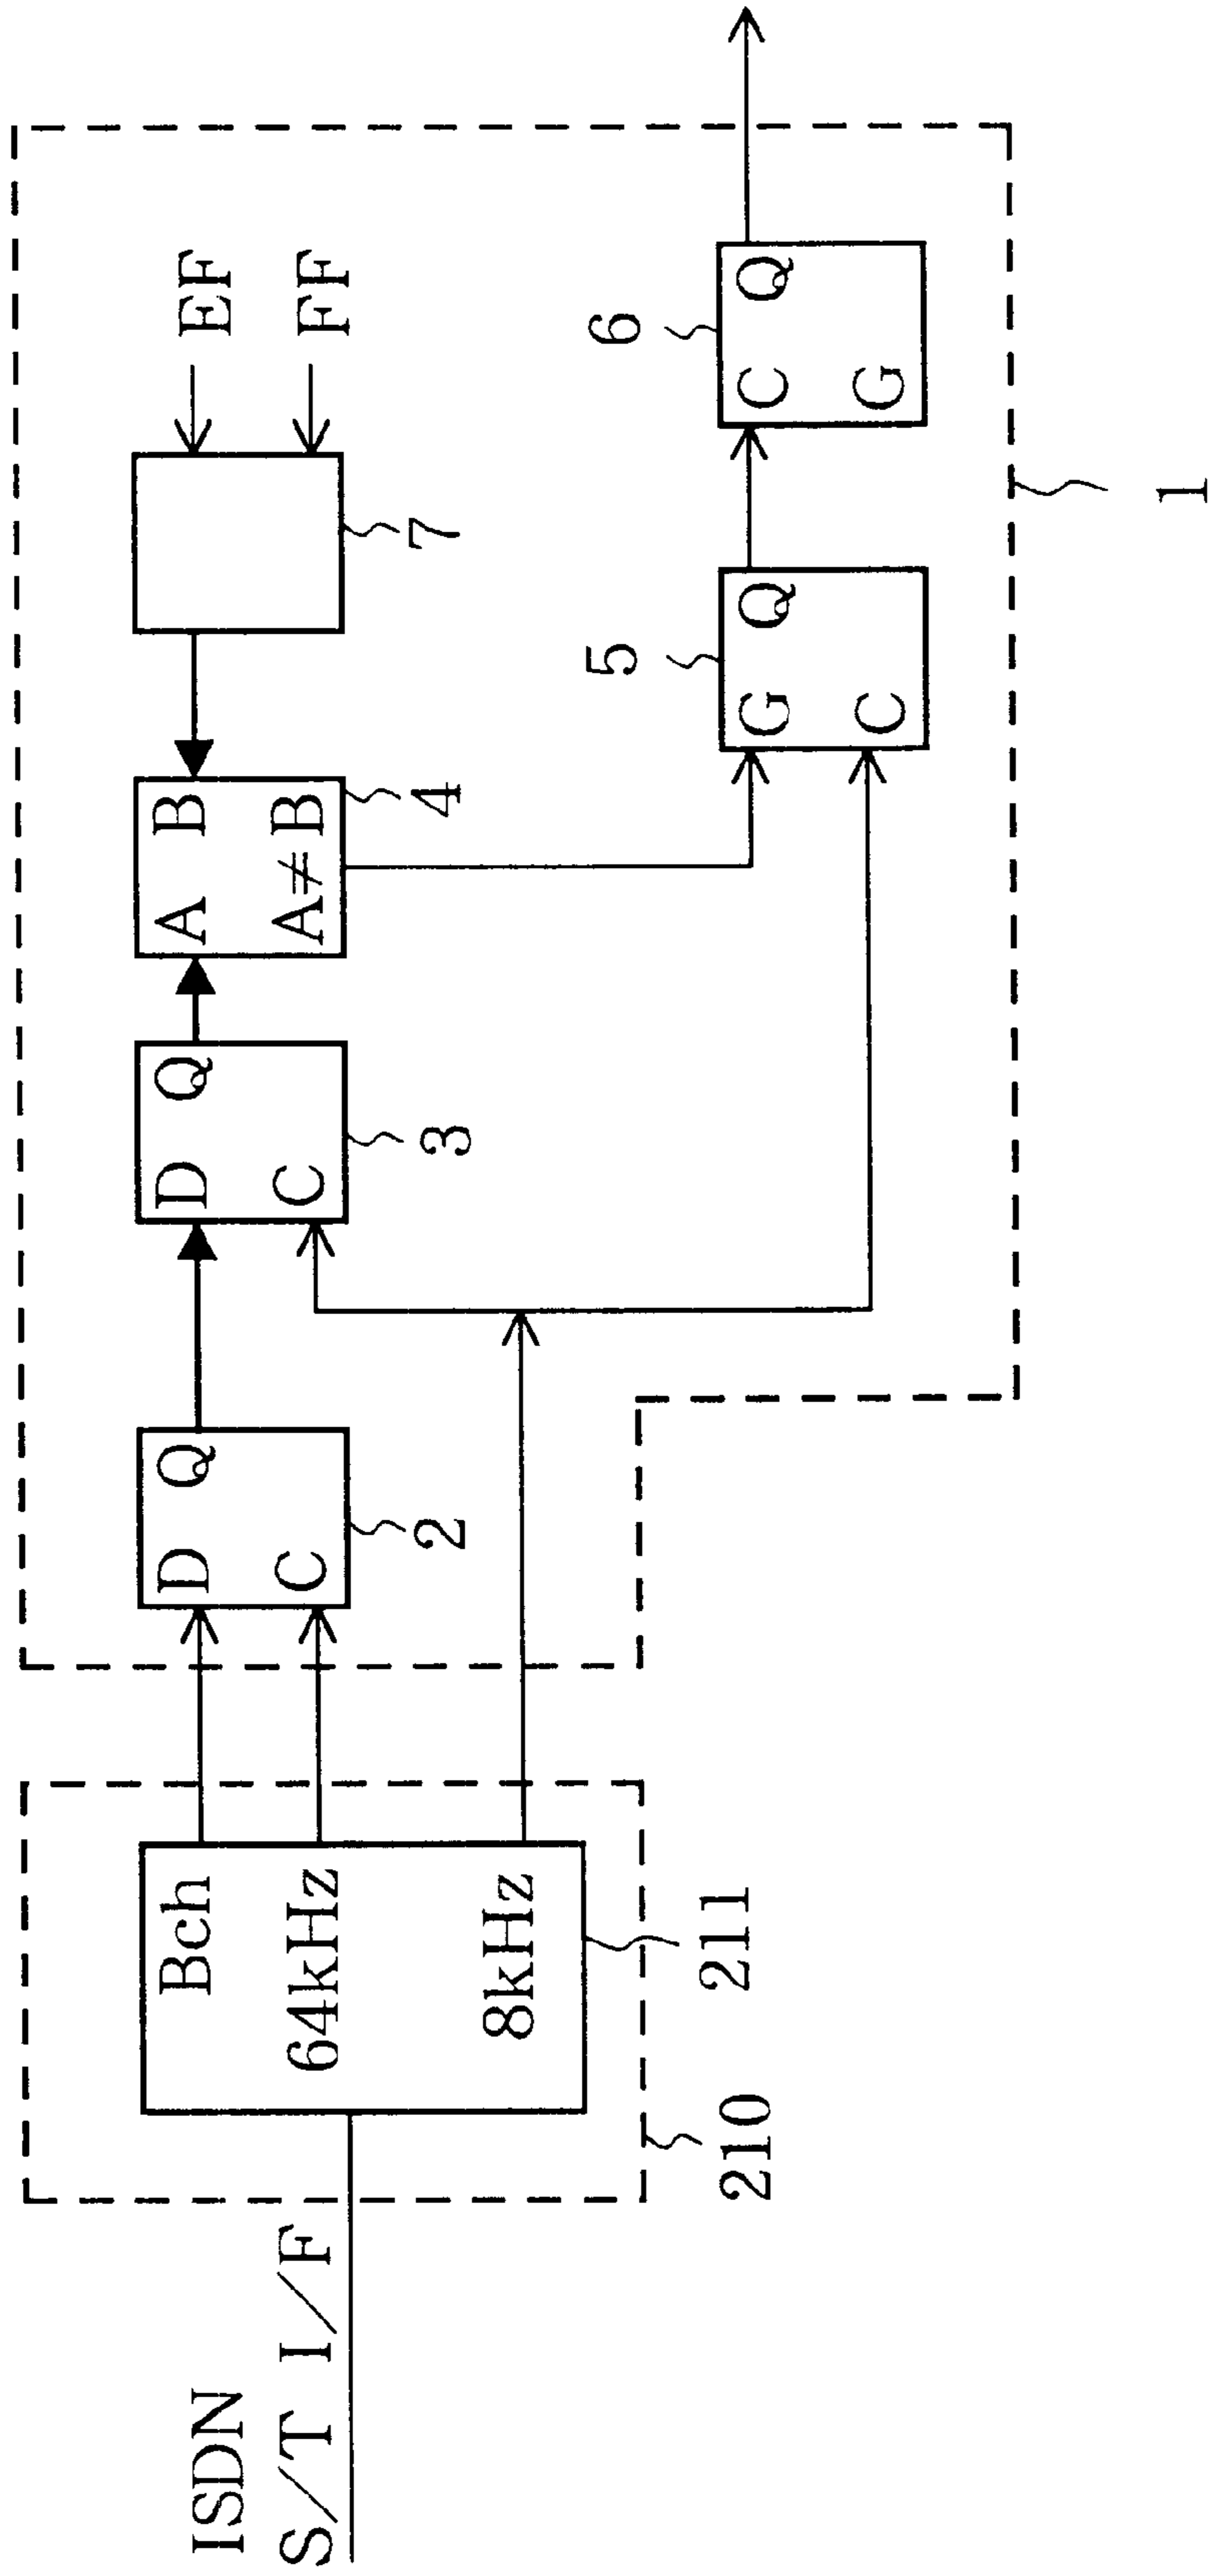 ISDN
S/T I/F
210
211
Bch
64kHz
8kHz
D Q
C
2
D Q
C
3
A B
A≠B
4
7
EF
FF
G Q
C
5
C Q
G
6
1